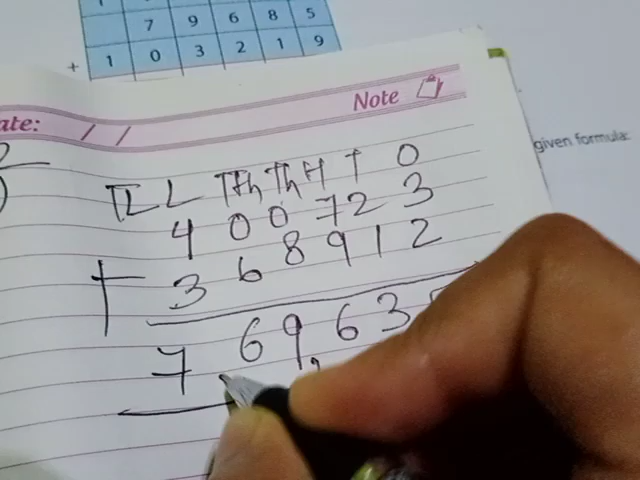 7 9 6 8 5
+ 1 0 3 2 1 9
ate: / / Note
given formula:
TL L TTh Th H T O
4 0 0 7 2 3
+ 3 6 8 9 1 2
7 6 9 6 3